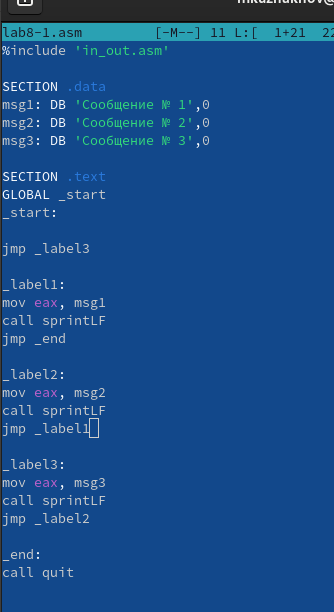 lab8-1.asm [-M--] 11 L:[ 1+21 22
%include 'in_out.asm'
SECTION .data
msg1: DB 'Сообщение № 1',0
msg2: DB 'Сообщение № 2',0
msg3: DB 'Сообщение № 3',0
SECTION .text
GLOBAL _start
_start:
jmp _label3
_label1:
mov eax, msg1
call sprintLF
jmp _end
_label2:
mov eax, msg2
call sprintLF
jmp _label1
_label3:
mov eax, msg3
call sprintLF
jmp _label2
_end:
call quit